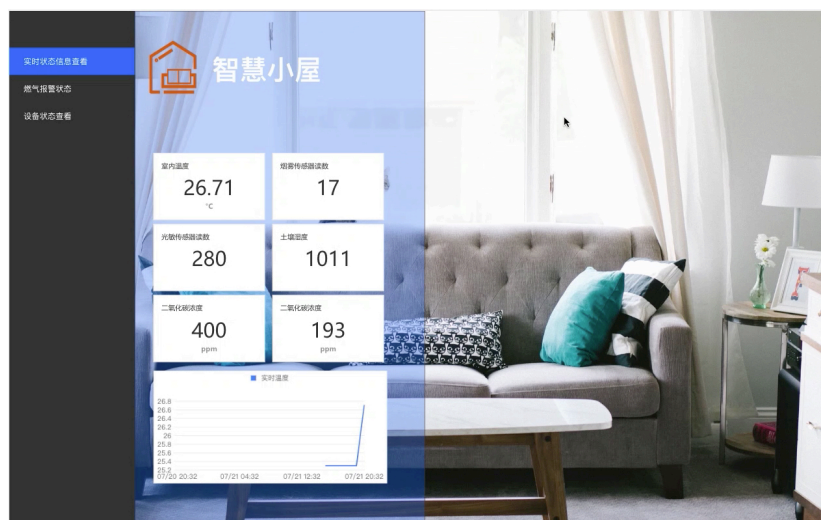 实时状态信息查看
燃气报警状态
设备状态查看
智慧小屋
室内温度
26.71
°C
烟雾传感器读数
17
光敏传感器读数
280
土壤湿度
1011
二氧化碳浓度
400
ppm
二氧化碳浓度
193
ppm
实时温度
26.8
26.6
26.4
26.2
26
25.8
25.6
25.4
25.2
07/20 20:32
07/21 04:32
07/21 12:32
07/21 20:32